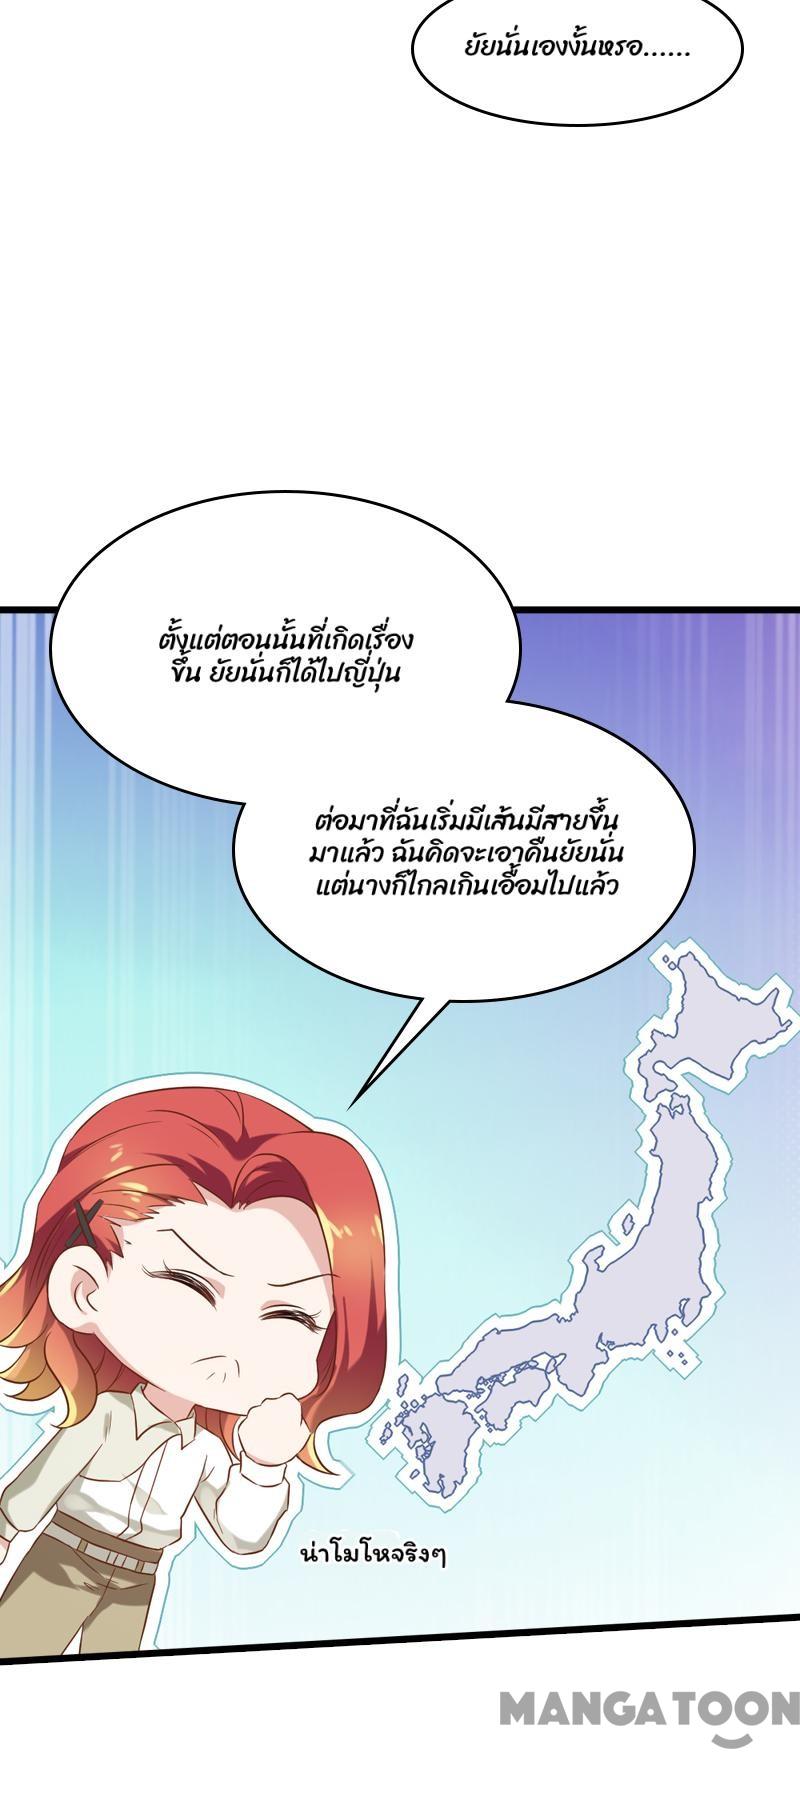 ยัยนั่นเองงั้นหรอ......
ตั้งแต่ตอนนั้นที่เกิดเรื่อง
ขึ้น ยัยนั่นก็ได้ไปญี่ปุ่น
ต่อมาที่ฉันเริ่มมีเส้นมีสายขึ้น
มาแล้ว ฉันคิดจะเอาคืนยัยนั่น
แต่นางก็ไกลเกินเอื้อมไปแล้ว
น่าโมโหจริงๆ
MANGA TOON